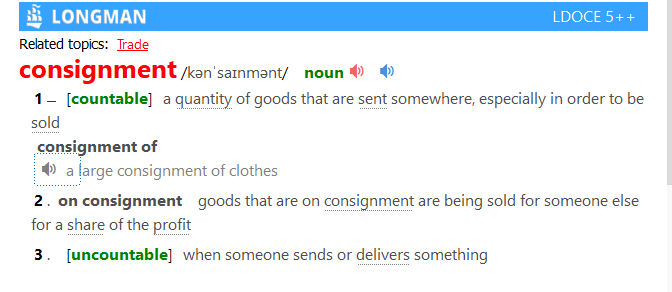 LONGMAN LDOCE 5++
Related topics: Trade
consignment /kənˈsaɪnmənt/ noun
1 – [countable] a quantity of goods that are sent somewhere, especially in order to be
sold
consignment of
a large consignment of clothes
2 . on consignment goods that are on consignment are being sold for someone else
for a share of the profit
3 . [uncountable] when someone sends or delivers something